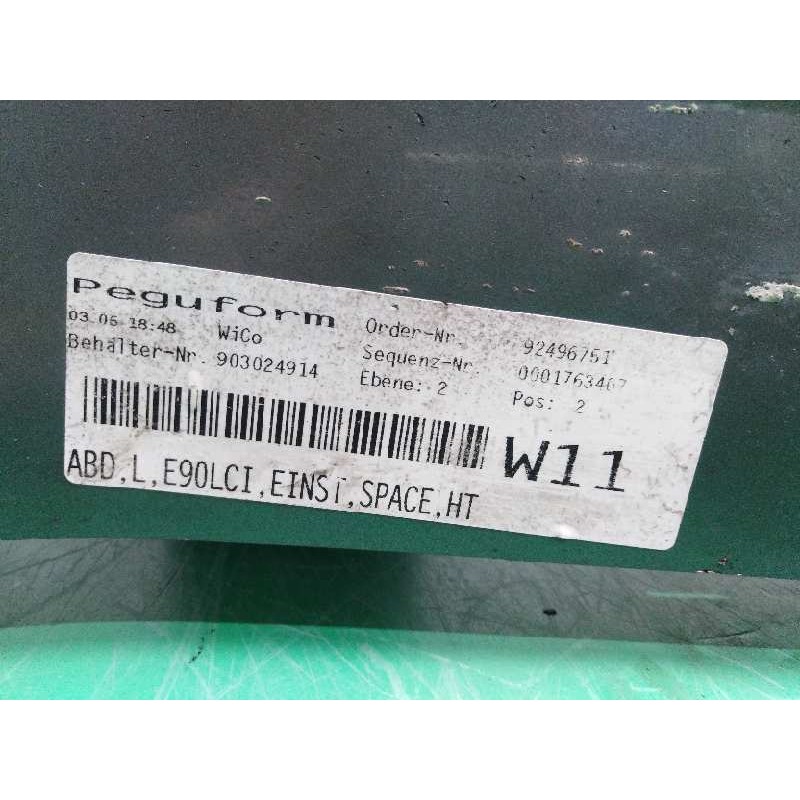 Peguform
03.06 18:48 WiCo
Behälter-Nr. 903024914
Order-Nr. 92496751
Sequenz-Nr. 0001763407
Ebene: 2 Pos: 2
W11
ABD,L,E90LCI,EINST,SPACE,HT